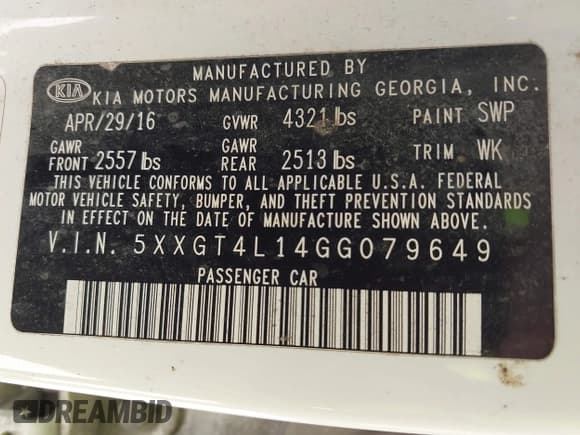 MANUFACTURED BY
KIA KIA MOTORS MANUFACTURING GEORGIA, INC.
APR/29/16 GVWR 4321 lbs PAINT SWP
GAWR FRONT 2557 lbs GAWR REAR 2513 lbs TRIM WK
THIS VEHICLE CONFORMS TO ALL APPLICABLE U.S.A. FEDERAL
MOTOR VEHICLE SAFETY, BUMPER, AND THEFT PREVENTION STANDARDS
IN EFFECT ON THE DATE OF MANUFACTURE SHOWN ABOVE.
V.I.N. 5XXGT4L14GG079649
PASSENGER CAR
DREAMBID